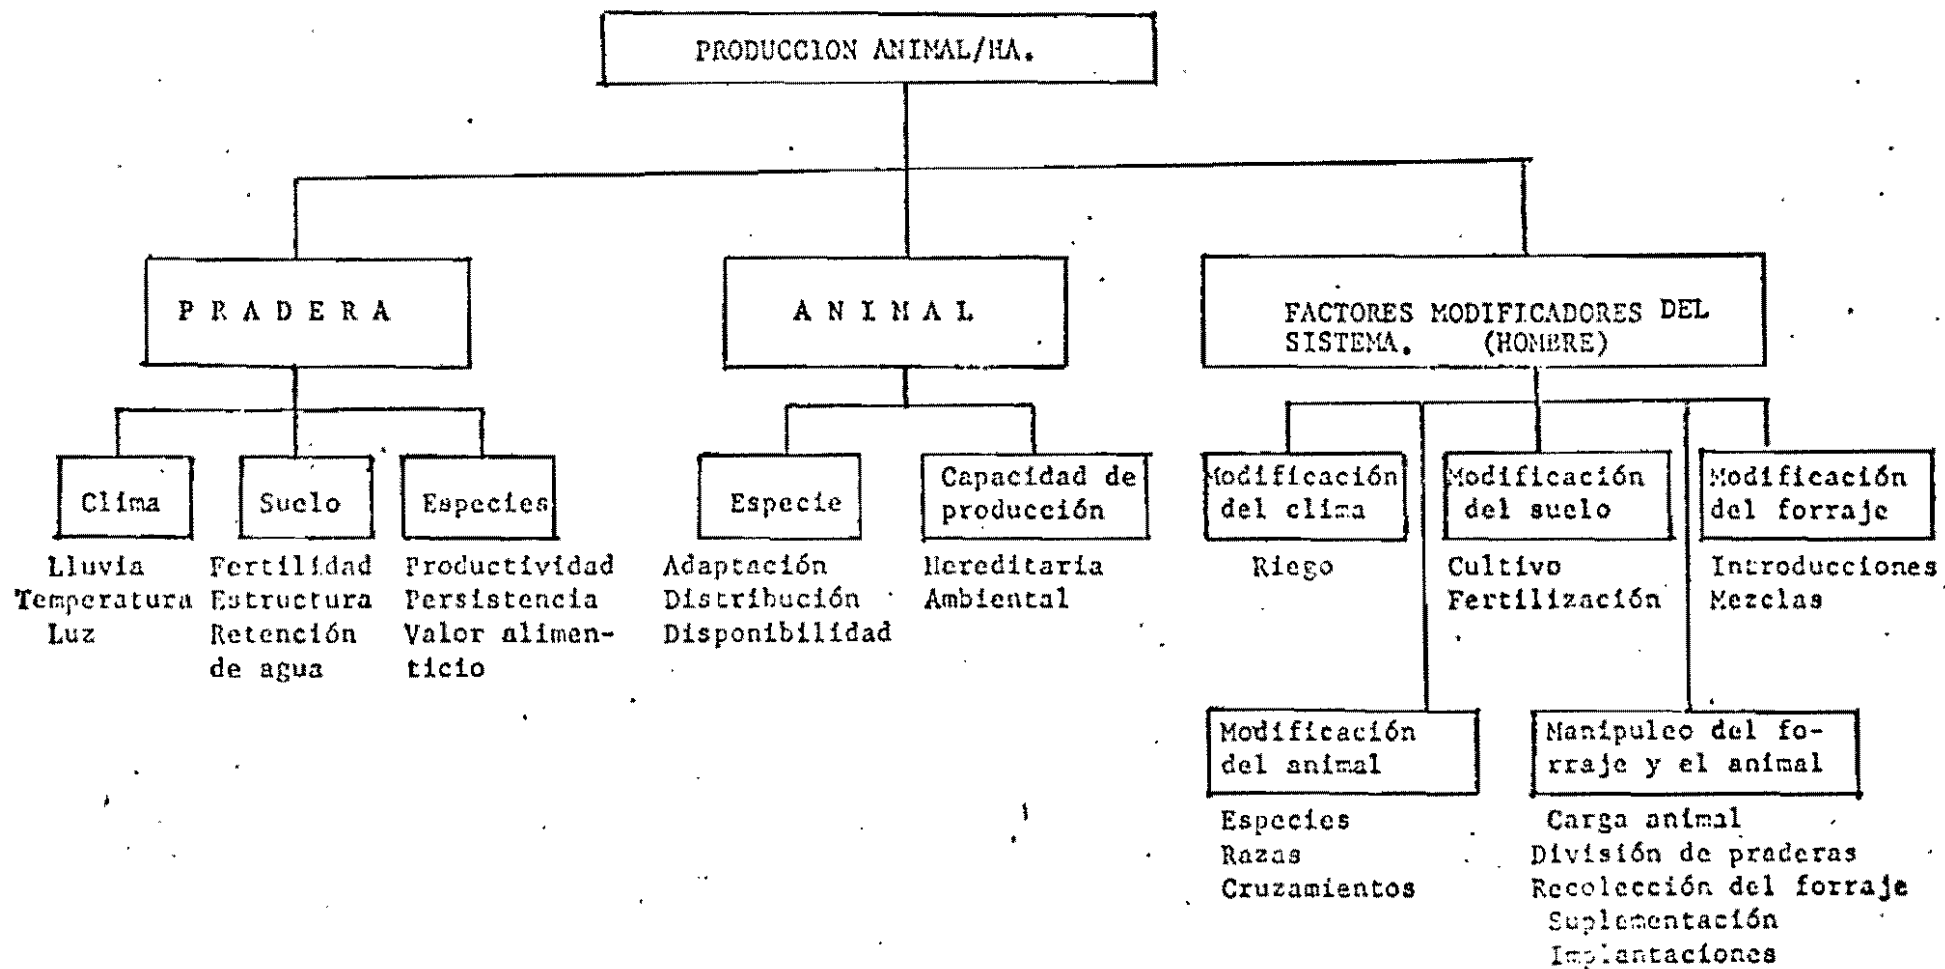 PRODUCCION ANIMAL/HA.
P R A D E R A
A N I M A L
FACTORES MODIFICADORES DEL
SISTEMA. (HOMBRE)
Clima
Lluvia
Temperatura
Luz
Suelo
Fertilidad
Estructura
Retención
de agua
Especies
Productividad
Persistencia
Valor alimen-
ticio
Especie
Adaptación
Distribución
Disponibilidad
Capacidad de
producción
Hereditaria
Ambiental
Modificación
del clima
Riego
Modificación
del suelo
Cultivo
Fertilización
Modificación
del forraje
Introducciones
Mezclas
Modificación
del animal
Especies
Razas
Cruzamientos
Manipuleo del fo-
rraje y el animal
Carga animal
División de praderas
Recolección del forraje
Suplementación
Implantaciones